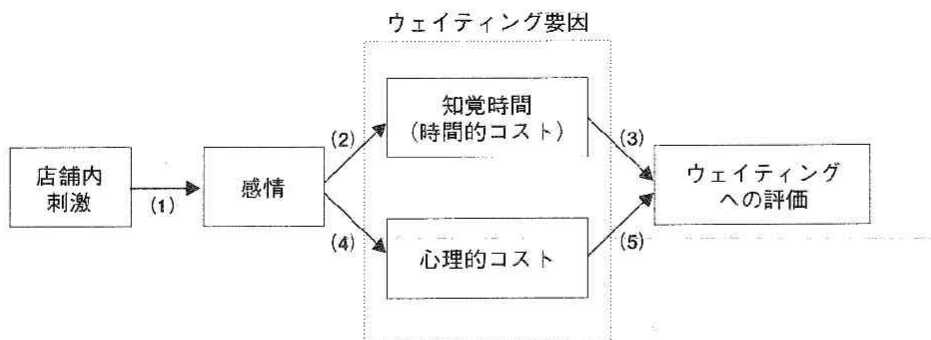 ウェイティング要因
知覚時間
(時間的コスト)
(2)
(3)
店舗内
刺激
(1)
感情
ウェイティング
への評価
(4)
(5)
心理的コスト